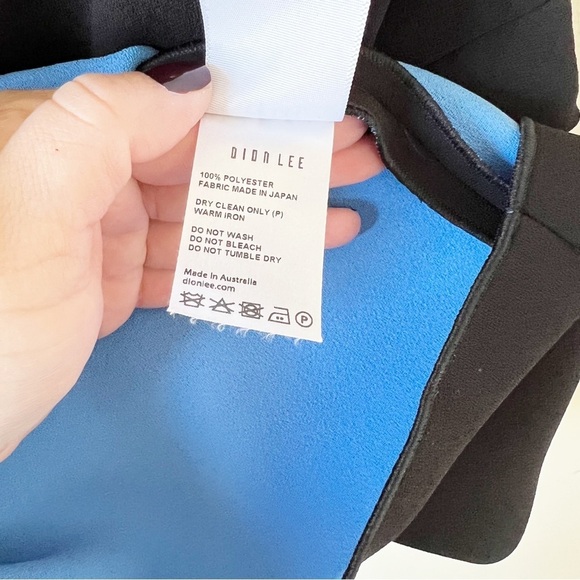 DION LEE
100% POLYESTER
FABRIC MADE IN JAPAN
DRY CLEAN ONLY (P)
WARM IRON
DO NOT WASH
DO NOT BLEACH
DO NOT TUMBLE DRY
Made in Australia
dionlee.com
P